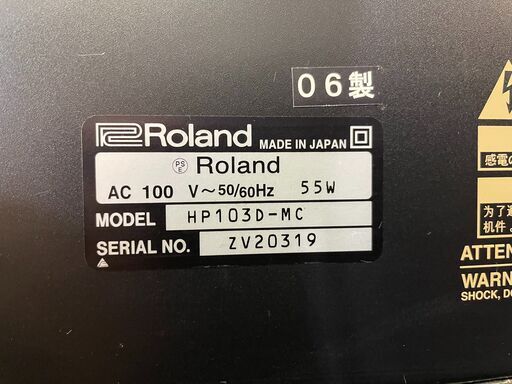 06製
Roland MADE IN JAPAN
PS E Roland
AC 100 V~50/60Hz 55W
MODEL HP103D-MC
SERIAL NO. ZV20319
感電の
为了
机件
ATTEN
WARN
SHOCK, DO